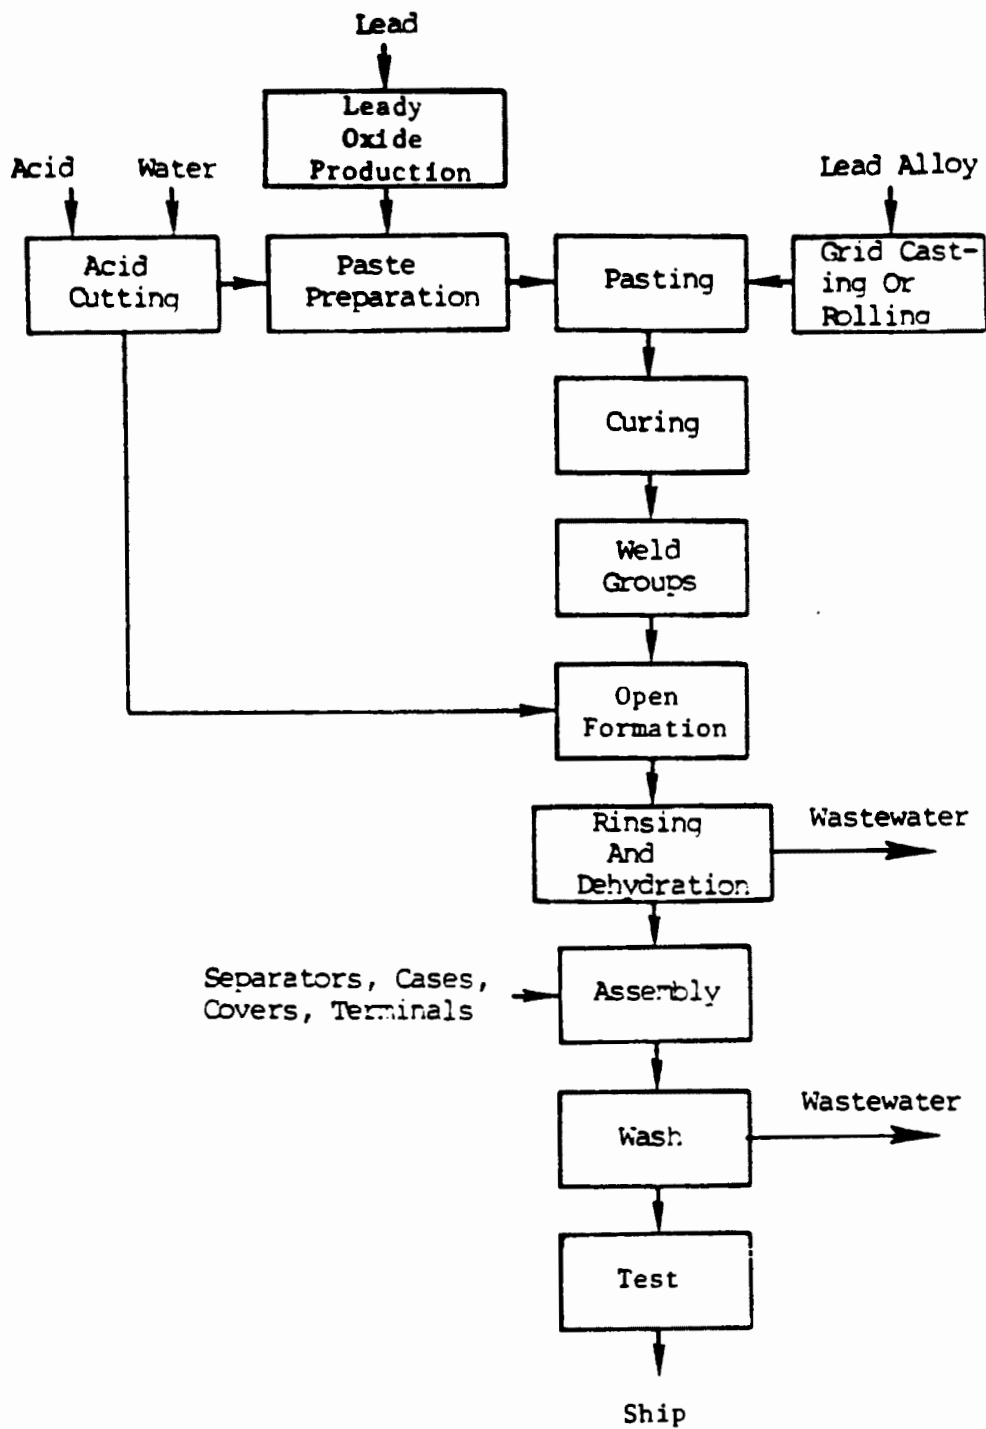 Lead
Leady
Oxide
Production
Acid
Water
Lead Alloy
Acid
Cutting
Paste
Preparation
Pasting
Grid Cast-
ing Or
Rolling
Curing
Weld
Groups
Open
Formation
Rinsing
And
Dehydration
Wastewater
Separators, Cases,
Covers, Terminals
Assembly
Wash
Wastewater
Test
Ship